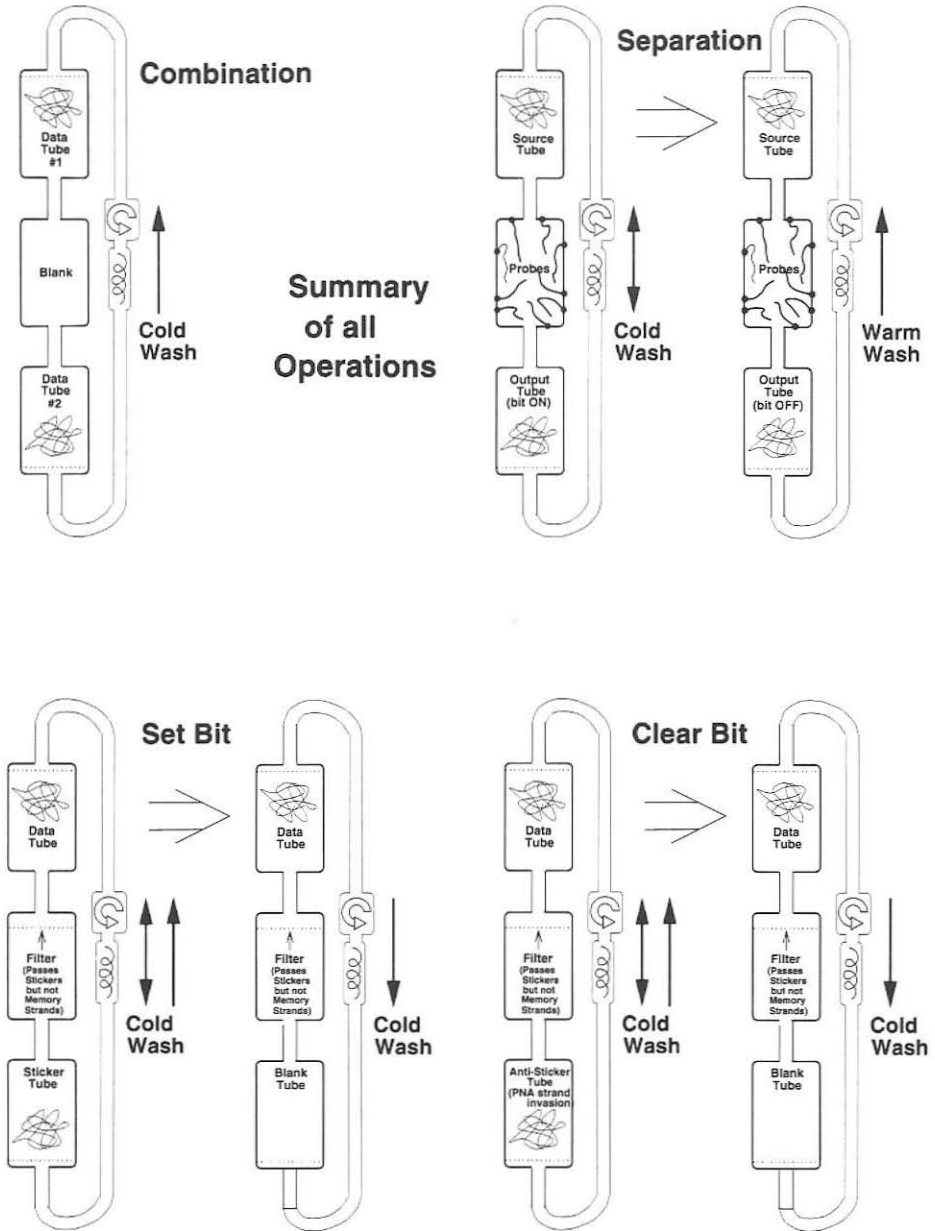 Combination
Data
Tube
#1
Blank
Data
Tube
#2
Cold
Wash
Summary
of all
Operations
Separation
Source
Tube
Probes
Output
Tube
(bit ON)
Cold
Wash
Source
Tube
Probes
Output
Tube
(bit OFF)
Warm
Wash
Set Bit
Data
Tube
Filter
(Passes
Stickers
but not
Memory
Strands)
Sticker
Tube
Cold
Wash
Data
Tube
Filter
(Passes
Stickers
but not
Memory
Strands)
Blank
Tube
Cold
Wash
Clear Bit
Data
Tube
Filter
(Passes
Stickers
but not
Memory
Strands)
Anti-Sticker
Tube
(PNA strand
invasion)
Cold
Wash
Data
Tube
Filter
(Passes
Stickers
but not
Memory
Strands)
Blank
Tube
Cold
Wash